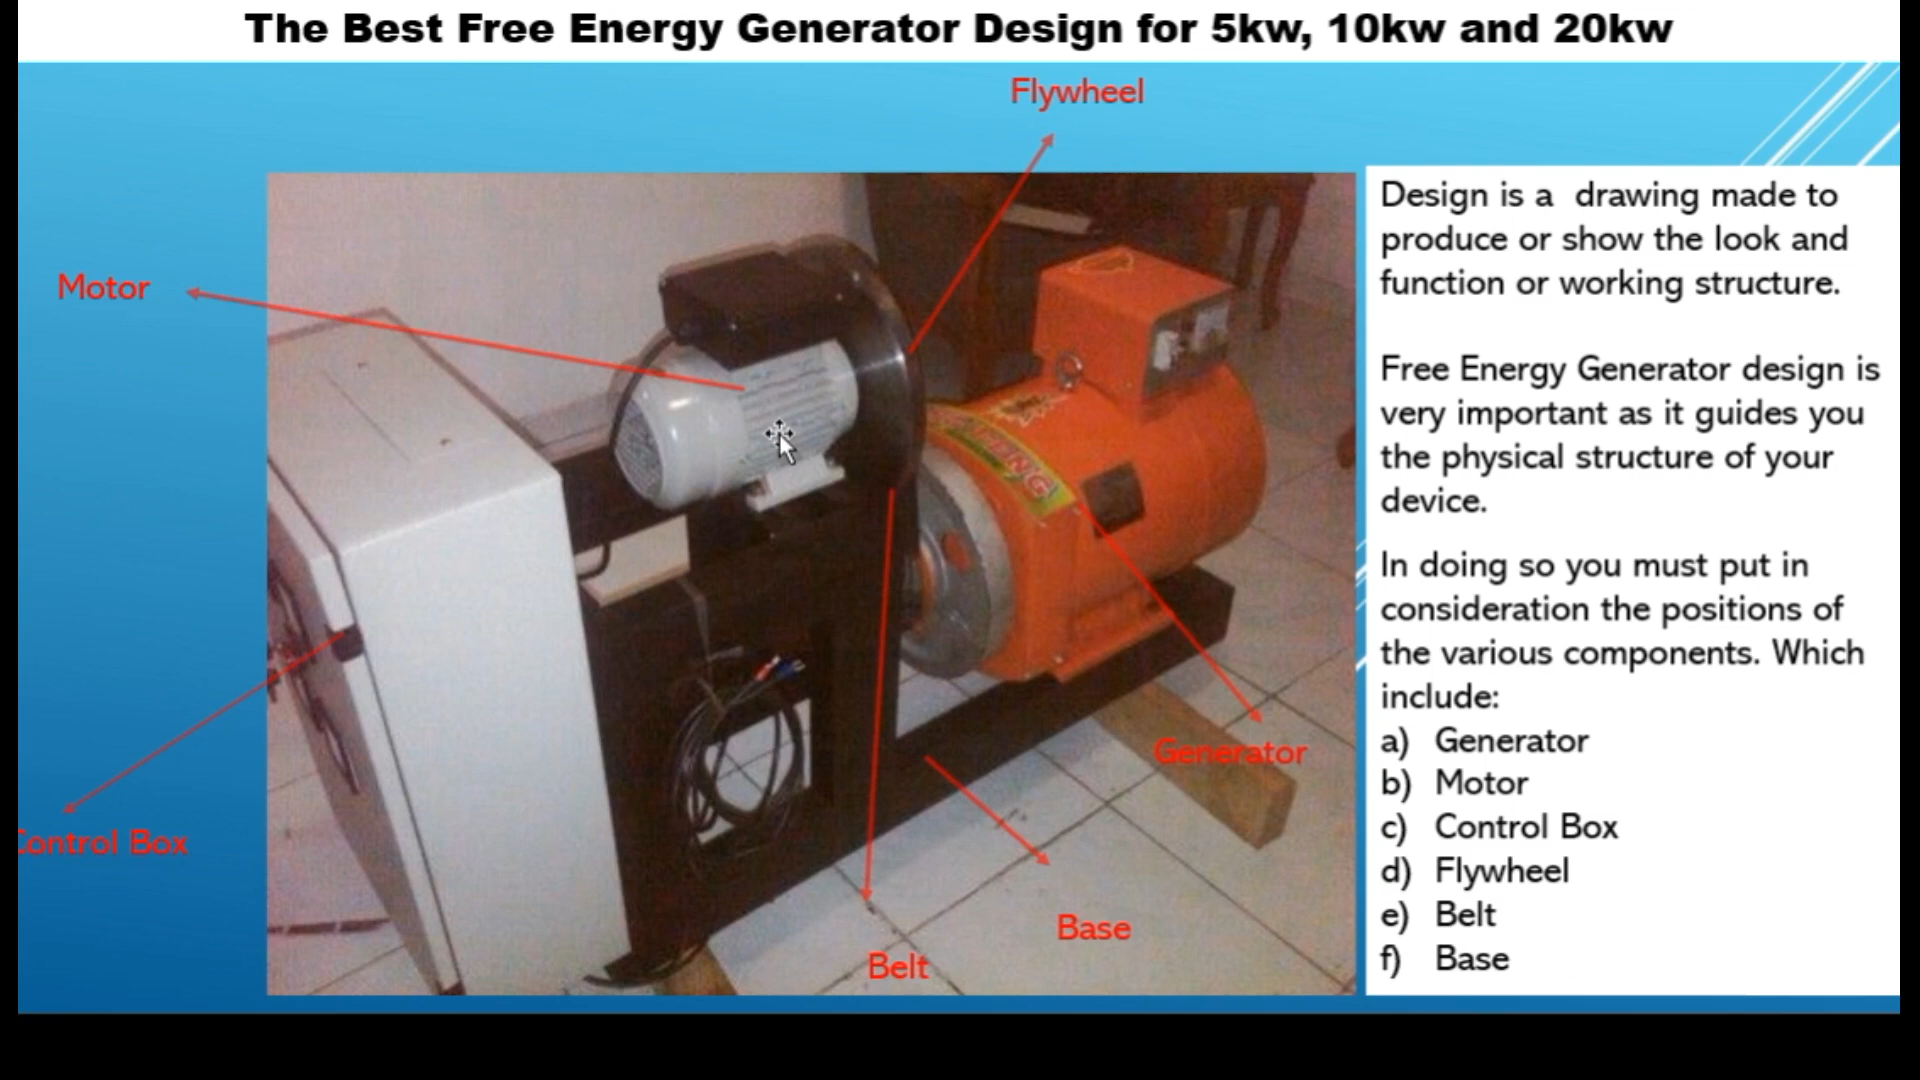 The Best Free Energy Generator Design for 5kw, 10kw and 20kw
Flywheel
Motor
Control Box
Generator
Base
Belt
Design is a drawing made to
produce or show the look and
function or working structure.
Free Energy Generator design is
very important as it guides you
the physical structure of your
device.
In doing so you must put in
consideration the positions of
the various components. Which
include:
a) Generator
b) Motor
c) Control Box
d) Flywheel
e) Belt
f) Base